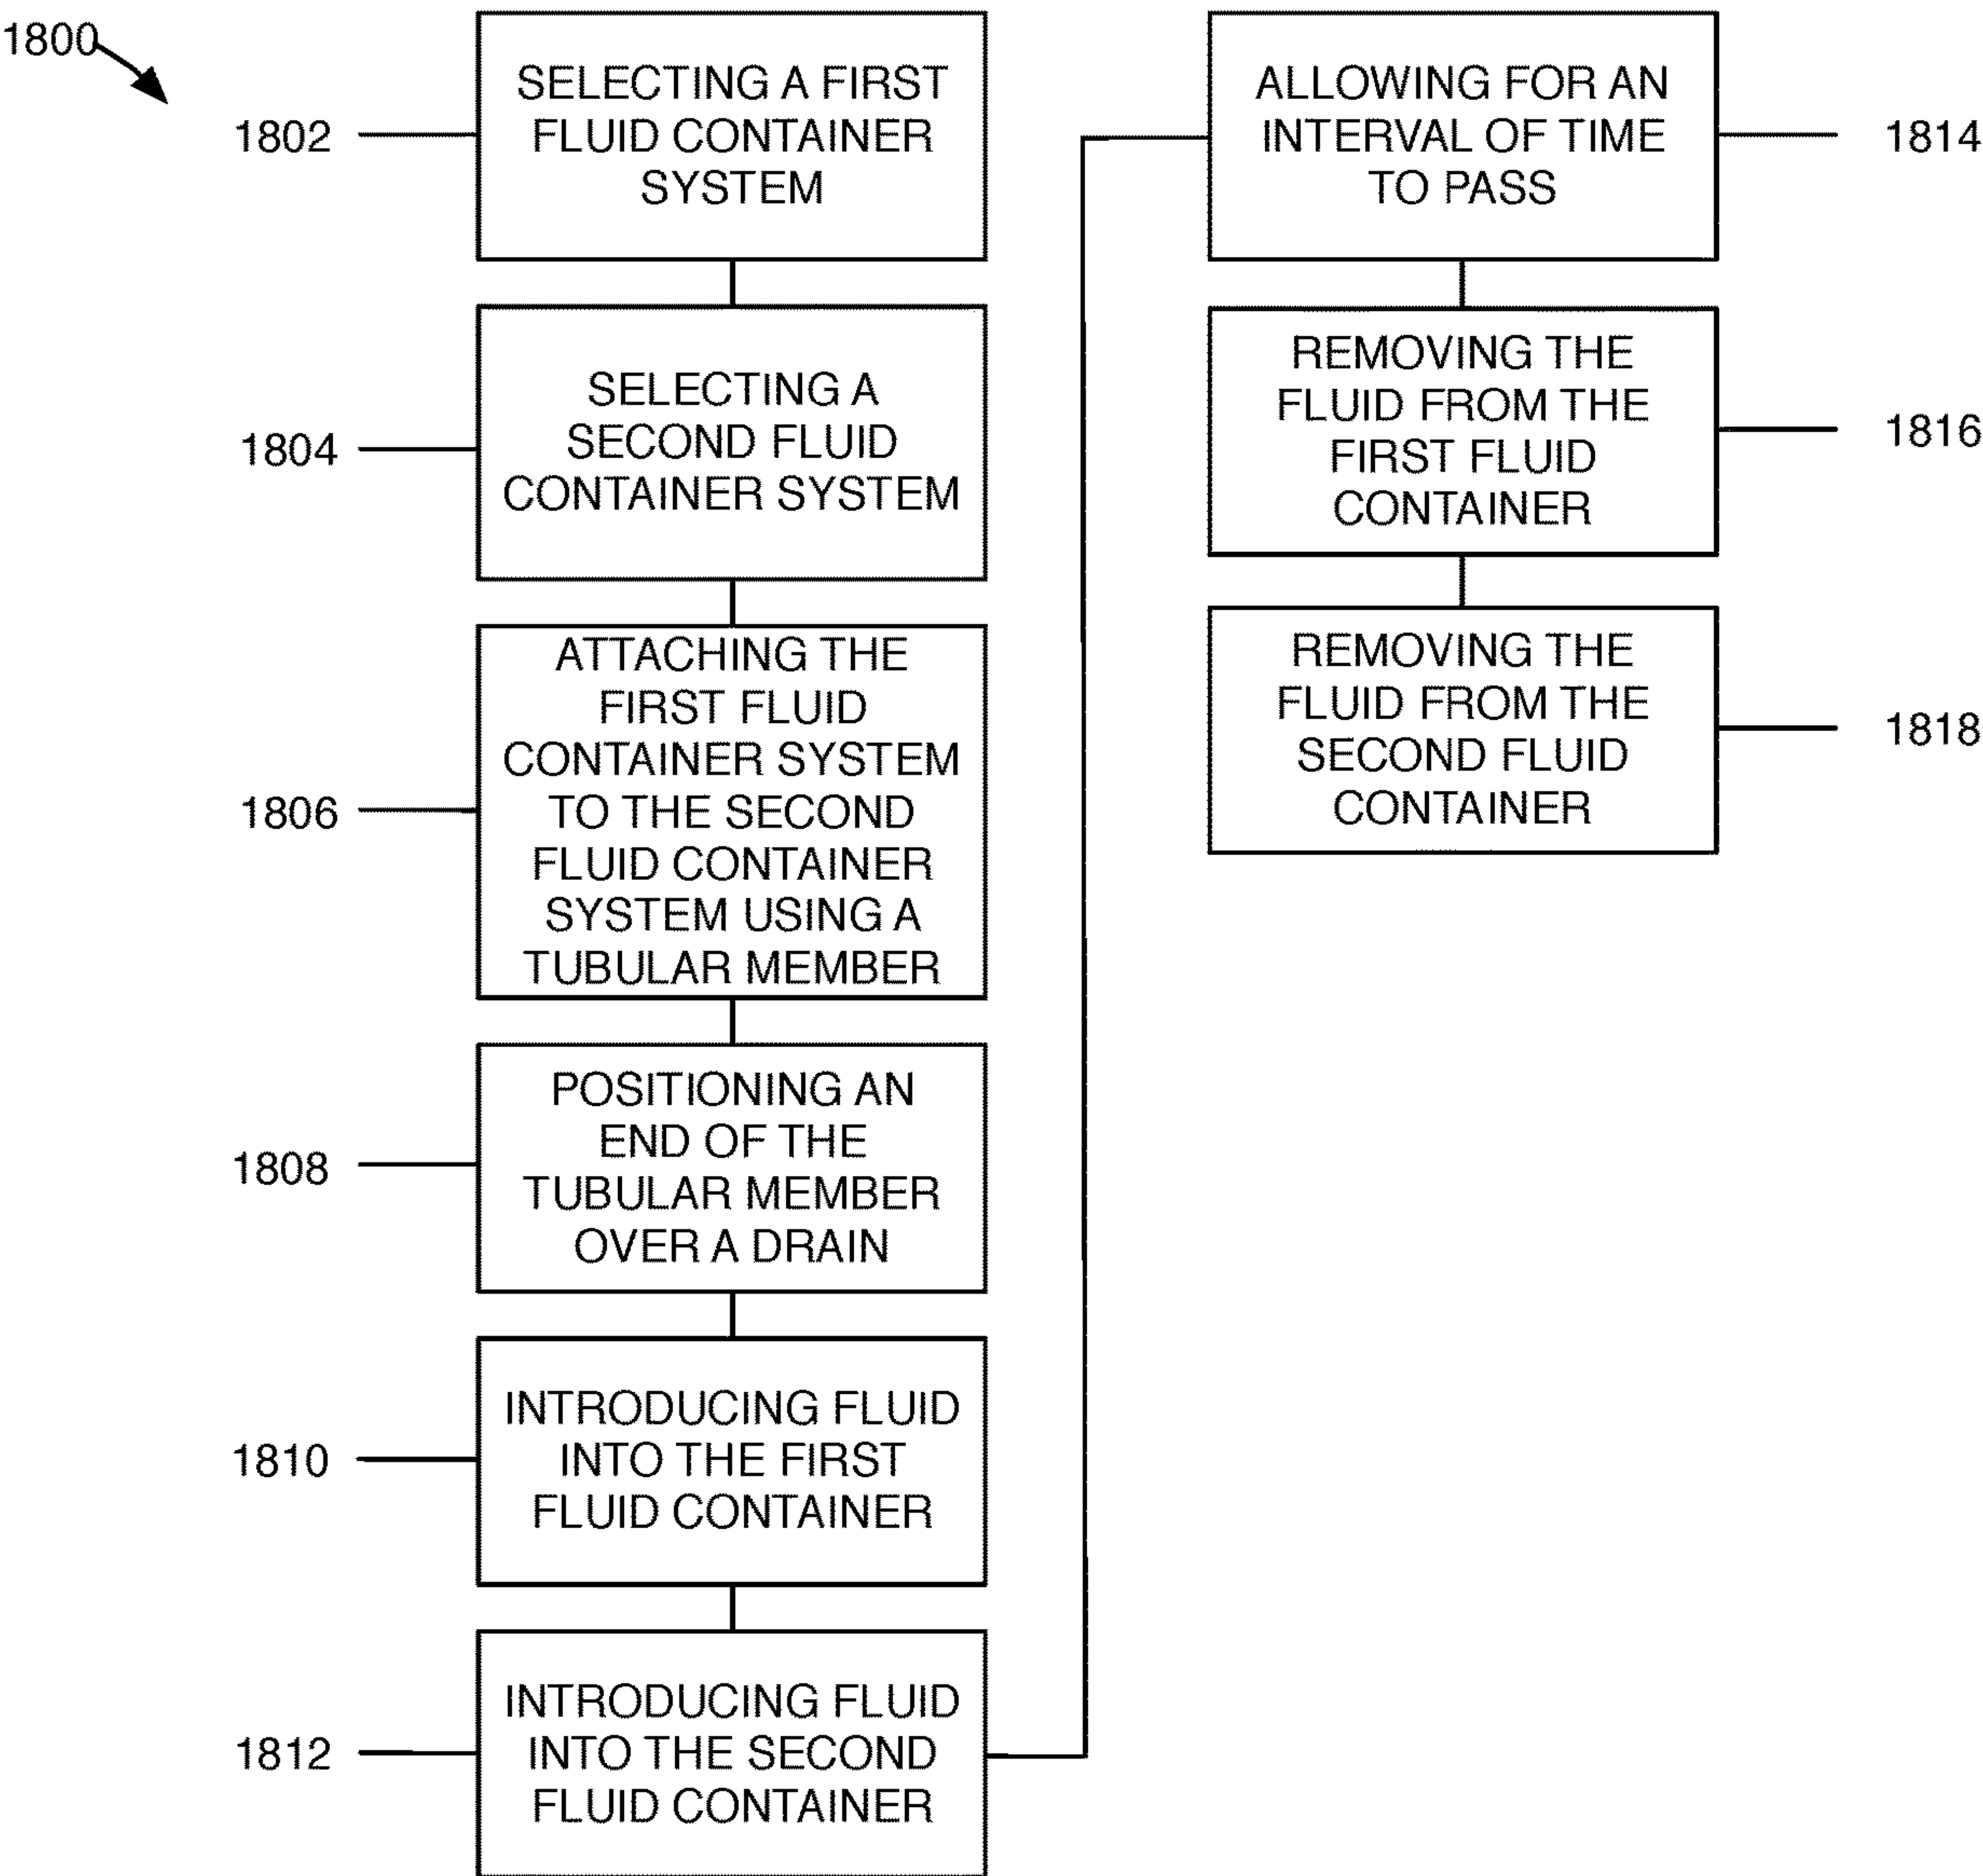 1800
1802
SELECTING A FIRST
FLUID CONTAINER
SYSTEM
1804
SELECTING A
SECOND FLUID
CONTAINER SYSTEM
1806
ATTACHING THE
FIRST FLUID
CONTAINER SYSTEM
TO THE SECOND
FLUID CONTAINER
SYSTEM USING A
TUBULAR MEMBER
1808
POSITIONING AN
END OF THE
TUBULAR MEMBER
OVER A DRAIN
1810
INTRODUCING FLUID
INTO THE FIRST
FLUID CONTAINER
1812
INTRODUCING FLUID
INTO THE SECOND
FLUID CONTAINER
ALLOWING FOR AN
INTERVAL OF TIME
TO PASS
1814
REMOVING THE
FLUID FROM THE
FIRST FLUID
CONTAINER
1816
REMOVING THE
FLUID FROM THE
SECOND FLUID
CONTAINER
1818